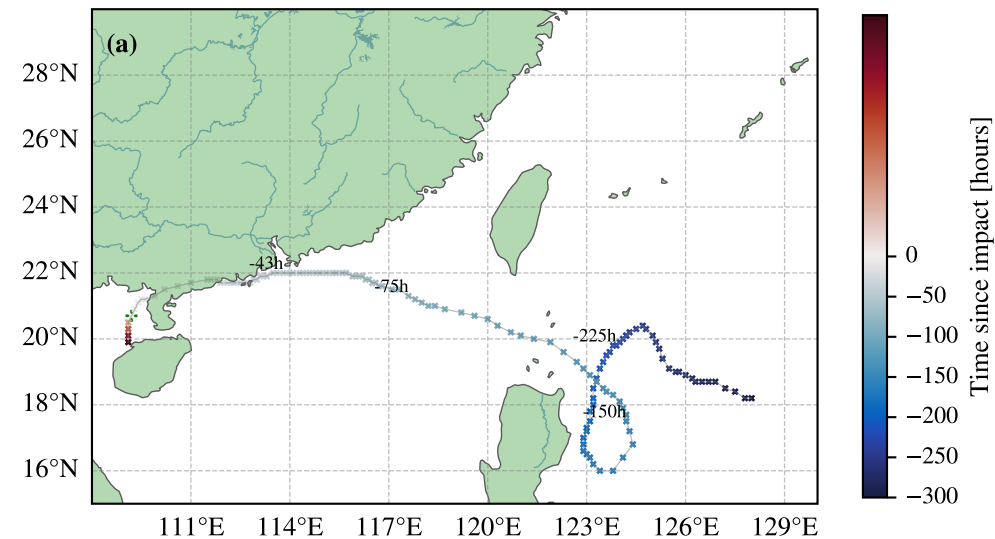 (a)
28°N
26°N
24°N
22°N
20°N
18°N
16°N
-43h
-75h
-225h
-150h
111°E
114°E
117°E
120°E
123°E
126°E
129°E
0
−50
−100
−150
−200
−250
−300
Time since impact [hours]